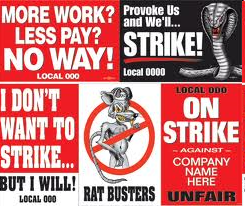 MORE WORK?
LESS PAY?
NO WAY!
LOCAL 000
Provoke Us
and We'll...
STRIKE!
Local 0000
I DON'T
WANT TO
STRIKE...
BUT I WILL!
LOCAL 000
RAT BUSTERS
LOCAL 000
ON
STRIKE
- AGAINST -
COMPANY
NAME
HERE
UNFAIR